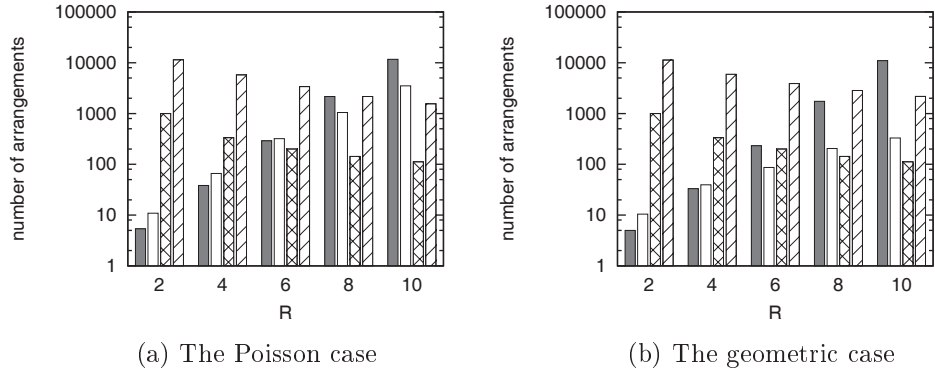 number of arrangements
100000
10000
1000
100
10
1
2 4 6 8 10
R
(a) The Poisson case
number of arrangements
100000
10000
1000
100
10
1
2 4 6 8 10
R
(b) The geometric case